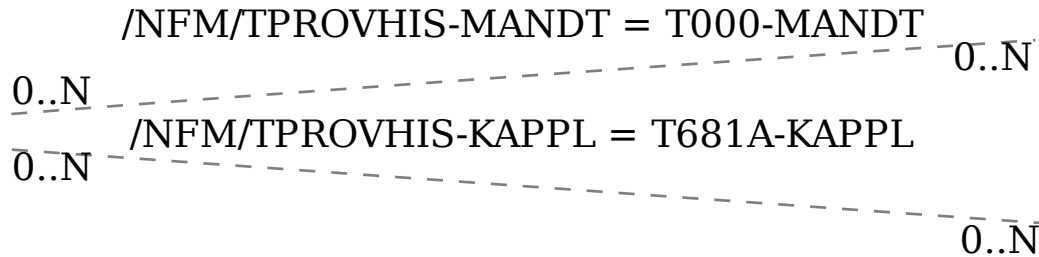 /NFM/TPROVHIS-MANDT = T000-MANDT
0..N
0..N
/NFM/TPROVHIS-KAPPL = T681A-KAPPL
0..N
0..N